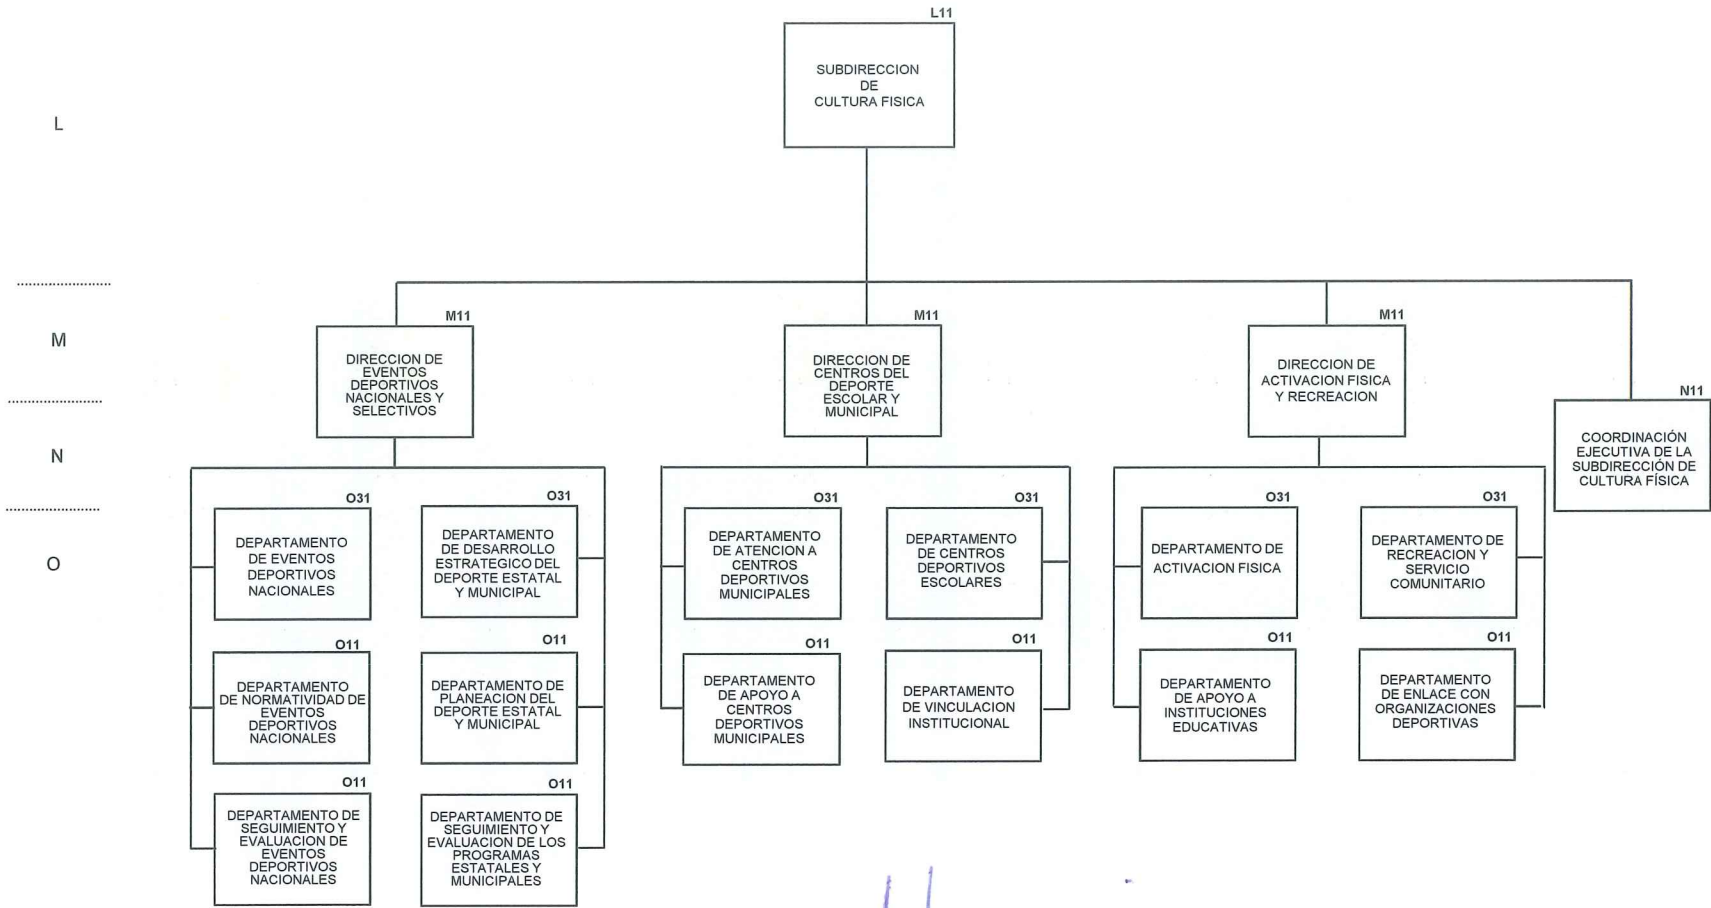 L11
SUBDIRECCION
DE
CULTURA FISICA
L
M
N
O
M11
DIRECCION DE
EVENTOS
DEPORTIVOS
NACIONALES Y
SELECTIVOS
M11
DIRECCION DE
CENTROS DEL
DEPORTE
ESCOLAR Y
MUNICIPAL
M11
DIRECCION DE
ACTIVACION FISICA
Y RECREACION
N11
COORDINACIÓN
EJECUTIVA DE LA
SUBDIRECCIÓN DE
CULTURA FÍSICA
O31
DEPARTAMENTO
DE EVENTOS
DEPORTIVOS
NACIONALES
O31
DEPARTAMENTO
DE DESARROLLO
ESTRATEGICO DEL
DEPORTE ESTATAL
Y MUNICIPAL
O31
DEPARTAMENTO
DE ATENCION A
CENTROS
DEPORTIVOS
MUNICIPALES
O31
DEPARTAMENTO
DE CENTROS
DEPORTIVOS
ESCOLARES
O31
DEPARTAMENTO DE
ACTIVACION FISICA
O31
DEPARTAMENTO DE
RECREACION Y
SERVICIO
COMUNITARIO
O11
DEPARTAMENTO
DE NORMATIVIDAD DE
EVENTOS
DEPORTIVOS
NACIONALES
O11
DEPARTAMENTO DE
PLANEACION DEL
DEPORTE ESTATAL
Y MUNICIPAL
O11
DEPARTAMENTO
DE APOYO A
CENTROS
DEPORTIVOS
MUNICIPALES
O11
DEPARTAMENTO
DE VINCULACION
INSTITUCIONAL
O11
DEPARTAMENTO
DE APOYO A
INSTITUCIONES
EDUCATIVAS
O11
DEPARTAMENTO
DE ENLACE CON
ORGANIZACIONES
DEPORTIVAS
O11
DEPARTAMENTO DE
SEGUIMIENTO Y
EVALUACION DE
EVENTOS
DEPORTIVOS
NACIONALES
O11
DEPARTAMENTO DE
SEGUIMIENTO Y
EVALUACION DE LOS
PROGRAMAS
ESTATALES Y
MUNICIPALES